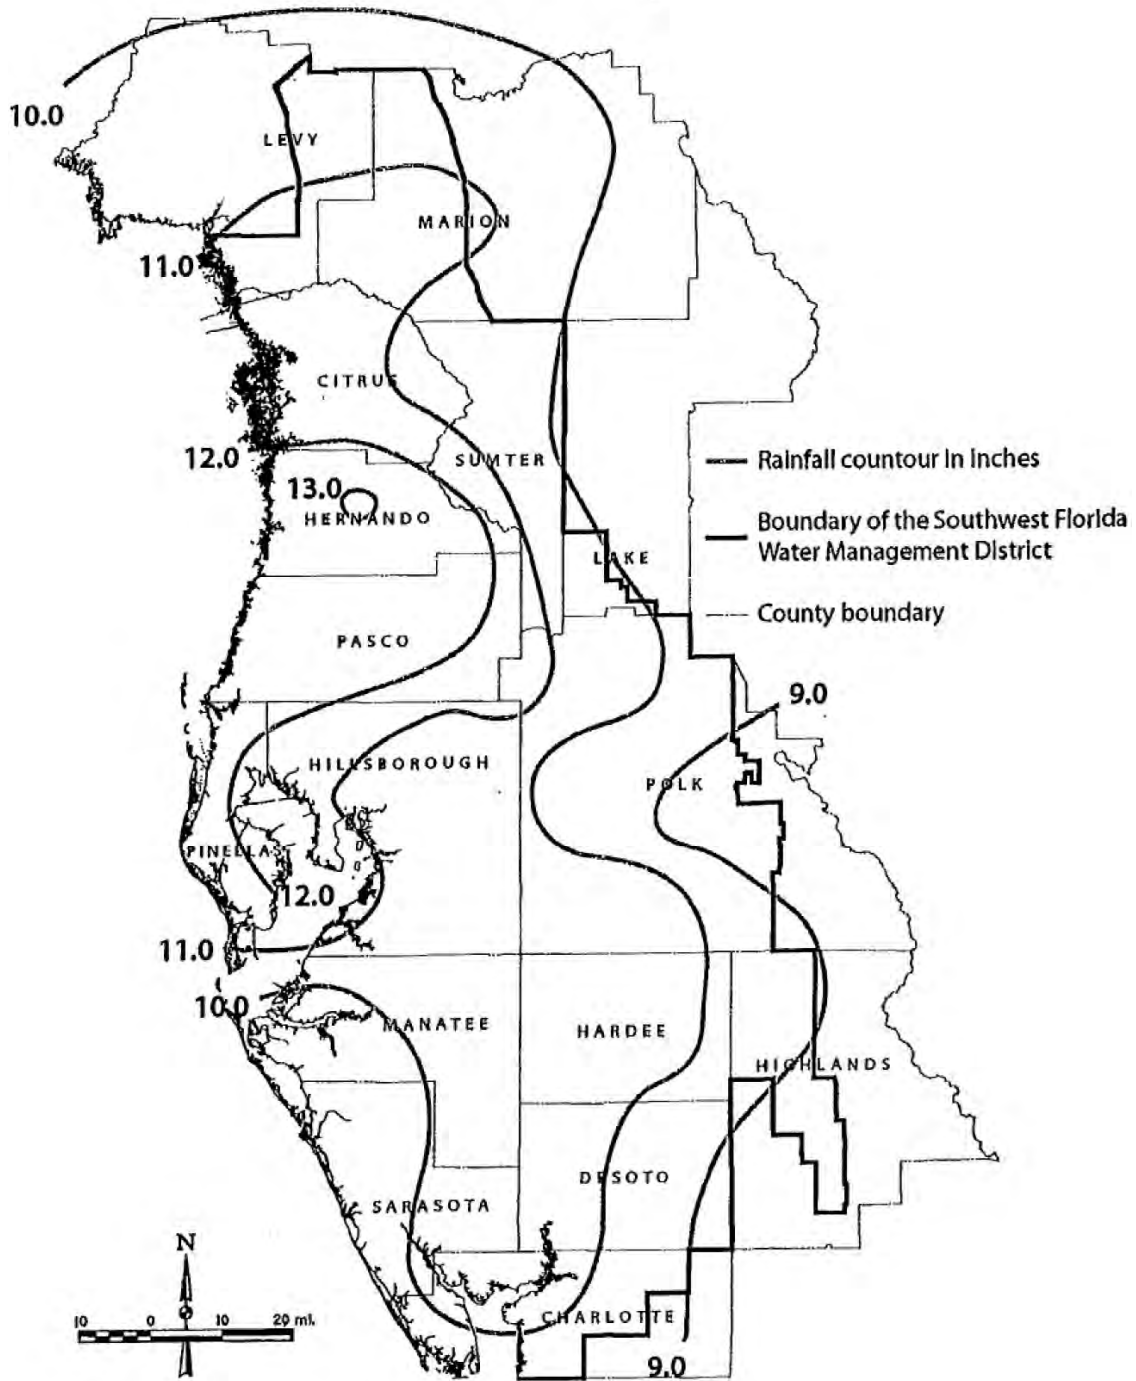 10.0
LEVY
MARION
11.0
CITRUS
12.0
SUMTER
Rainfall countour in inches
13.0
HERNANDO
Boundary of the Southwest Florida
Water Management District
LAKE
County boundary
PASCO
9.0
HILLSBOROUGH
POLK
PINELLAS
12.0
11.0
10.0
MANATEE
HARDEE
HIGHLANDS
DESOTO
SARASOTA
N
CHARLOTTE
10 0 10 20 mi.
9.0